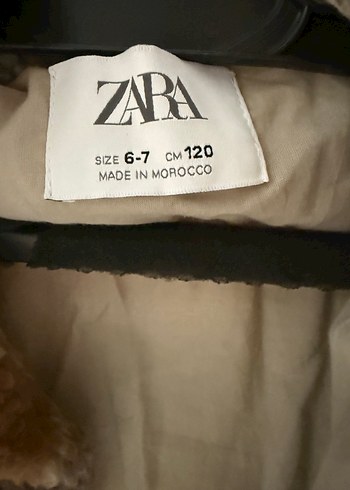 ZARA
SIZE 6-7 CM 120
MADE IN MOROCCO